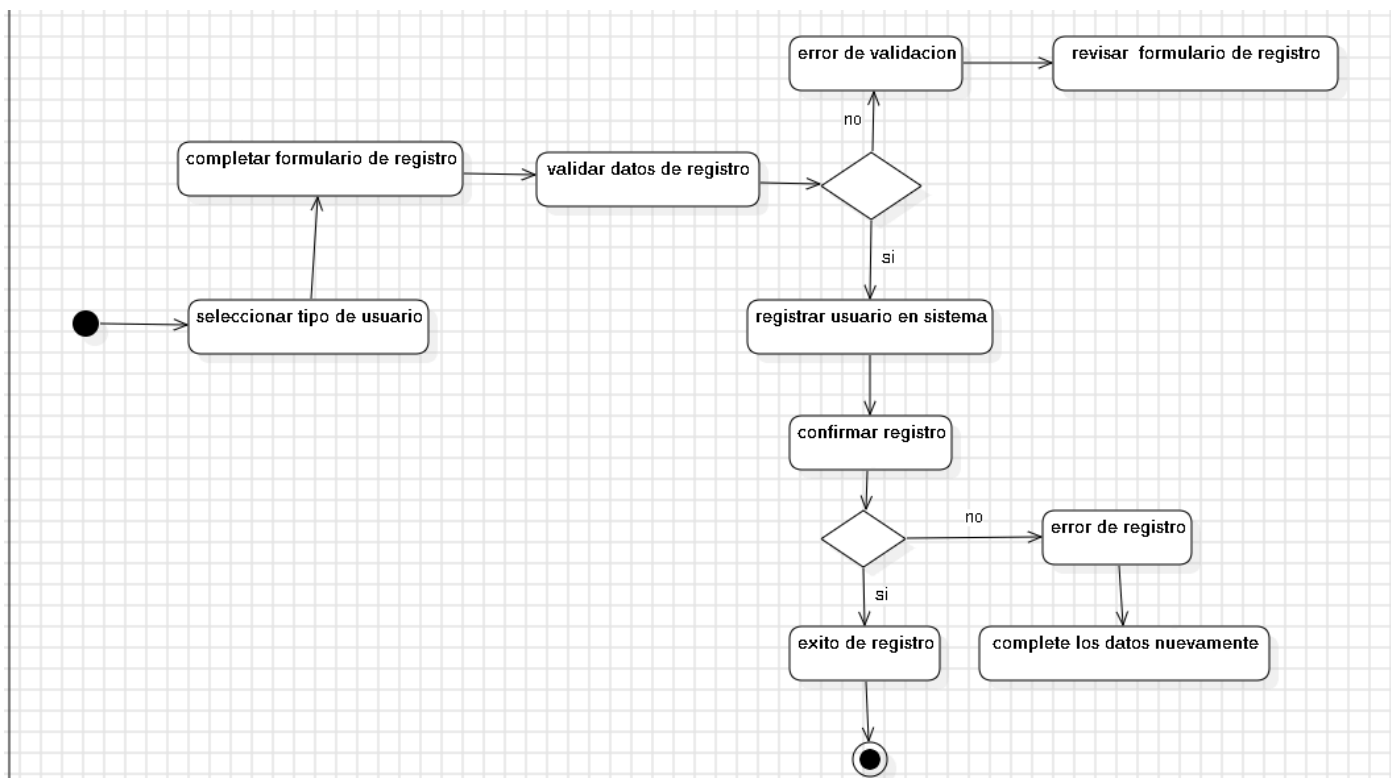 error de validacion
revisar formulario de registro
no
completar formulario de registro
validar datos de registro
si
seleccionar tipo de usuario
registrar usuario en sistema
confirmar registro
no
error de registro
si
exito de registro
complete los datos nuevamente